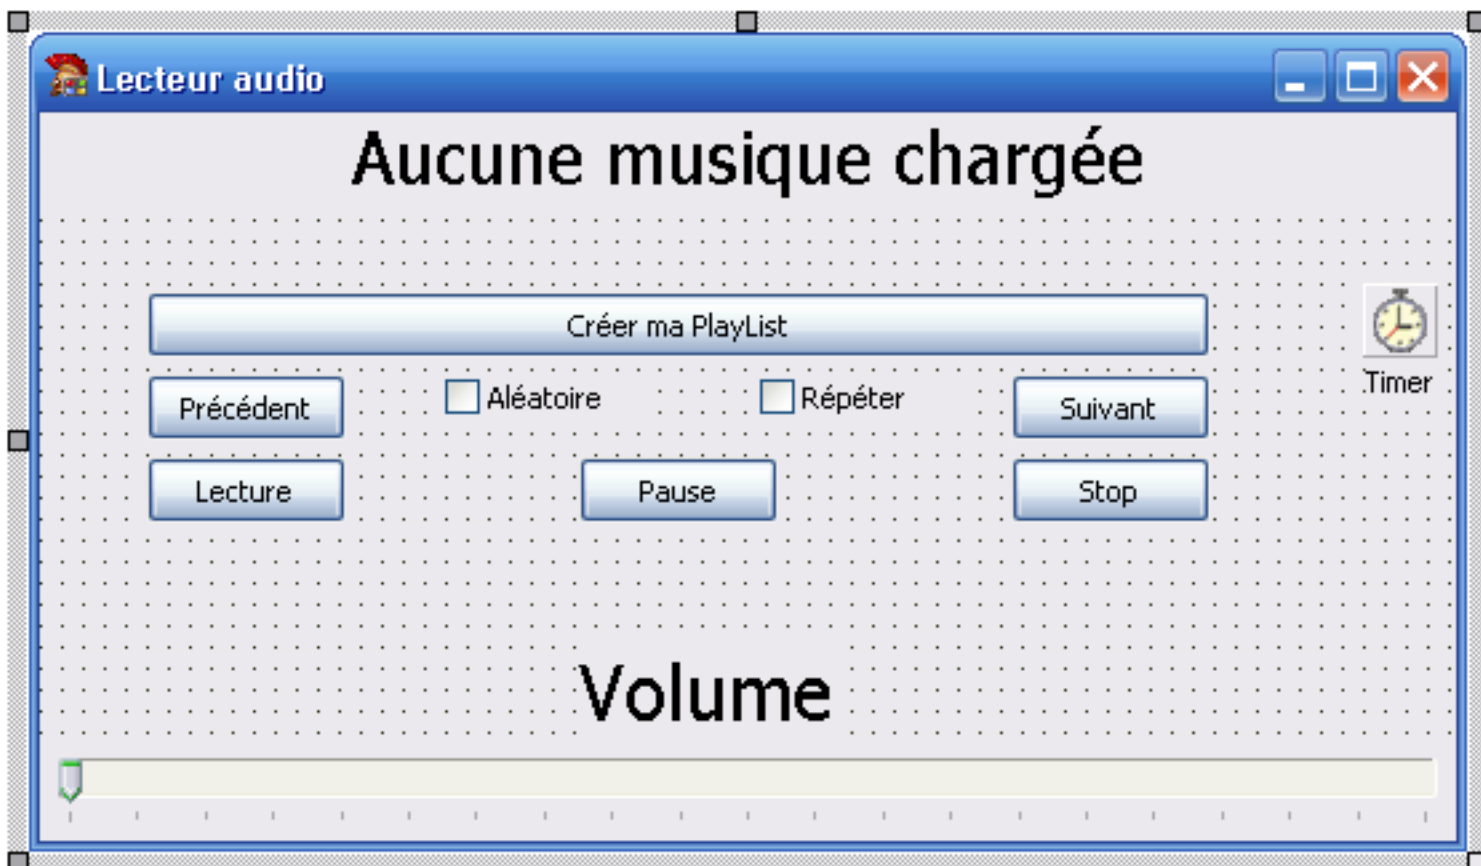 Lecteur audio
Aucune musique chargée
Créer ma PlayList
Timer
Précédent
Aléatoire
Répéter
Suivant
Lecture
Pause
Stop
Volume